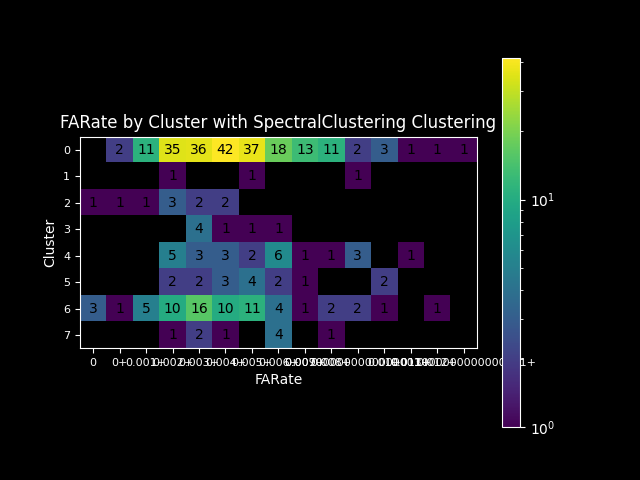 FARate by Cluster with SpectralClustering Clustering
0 2 11 35 36 42 37 18 13 11 2 3 1 1 1
1 1 1 1
2 1 1 1 3 2 2
3 4 1 1 1
4 5 3 3 2 6 1 1 3 1
5 2 2 3 4 2 1 2
6 3 1 5 10 16 10 11 4 1 2 2 1 1
7 1 2 1 4 1
Cluster
0 0+
FARate
10¹
10⁰